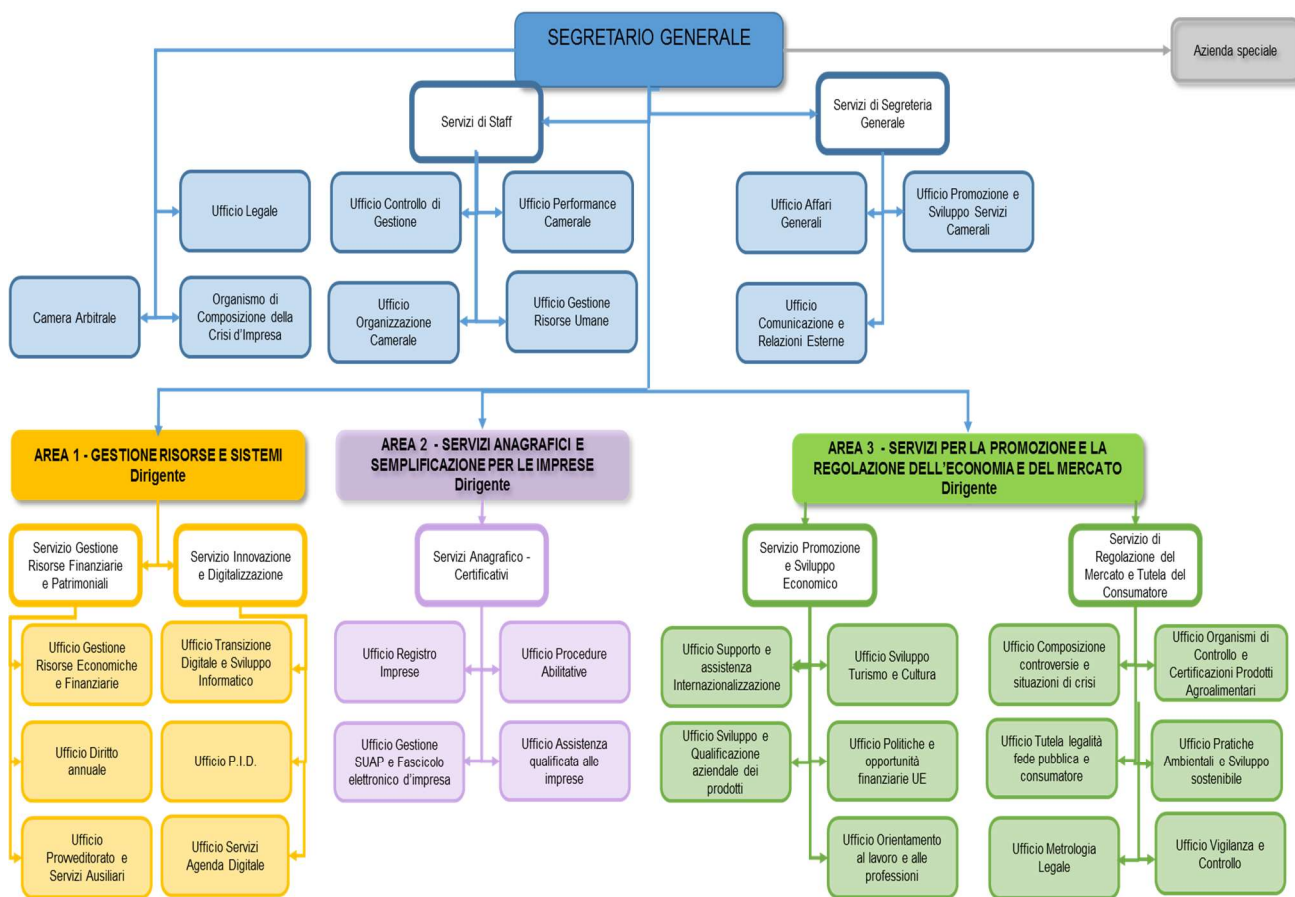 SEGRETARIO GENERALE
Azienda speciale
Servizi di Staff
Servizi di Segreteria
Generale
Ufficio Legale
Camera Arbitrale
Organismo di
Composizione della
Crisi d'Impresa
Ufficio Controllo di
Gestione
Ufficio Performance
Camerale
Ufficio
Organizzazione
Camerale
Ufficio Gestione
Risorse Umane
Ufficio Affari
Generali
Ufficio Promozione e
Sviluppo Servizi
Camerali
Ufficio
Comunicazione e
Relazioni Esterne
AREA 1 - GESTIONE RISORSE E SISTEMI
Dirigente
Servizio Gestione
Risorse Finanziarie
e Patrimoniali
Servizio Innovazione
e Digitalizzazione
Ufficio Gestione
Risorse Economiche
e Finanziarie
Ufficio Transizione
Digitale e Sviluppo
Informatico
Ufficio Diritto
annuale
Ufficio P.I.D.
Ufficio
Provveditorato e
Servizi Ausiliari
Ufficio Servizi
Agenda Digitale
AREA 2 - SERVIZI ANAGRAFICI E
SEMPLIFICAZIONE PER LE IMPRESE
Dirigente
Servizi Anagrafico -
Certificativi
Ufficio Registro
Imprese
Ufficio Procedure
Abilitative
Ufficio Gestione
SUAP e Fascicolo
elettronico d'impresa
Ufficio Assistenza
qualificata alle
imprese
AREA 3 - SERVIZI PER LA PROMOZIONE E LA
REGOLAZIONE DELL'ECONOMIA E DEL MERCATO
Dirigente
Servizio Promozione
e Sviluppo
Economico
Servizio di
Regolazione del
Mercato e Tutela del
Consumatore
Ufficio Supporto e
assistenza
Internazionalizzazione
Ufficio Sviluppo
Turismo e Cultura
Ufficio Sviluppo e
Qualificazione
aziendale dei
prodotti
Ufficio Politiche e
opportunità
finanziarie UE
Ufficio Orientamento
al lavoro e alle
professioni
Ufficio Composizione
controversie e
situazioni di crisi
Ufficio Organismi di
Controllo e
Certificazioni Prodotti
Agroalimentari
Ufficio Tutela legalità
fede pubblica e
consumatore
Ufficio Pratiche
Ambientali e Sviluppo
sostenibile
Ufficio Metrologia
Legale
Ufficio Vigilanza e
Controllo